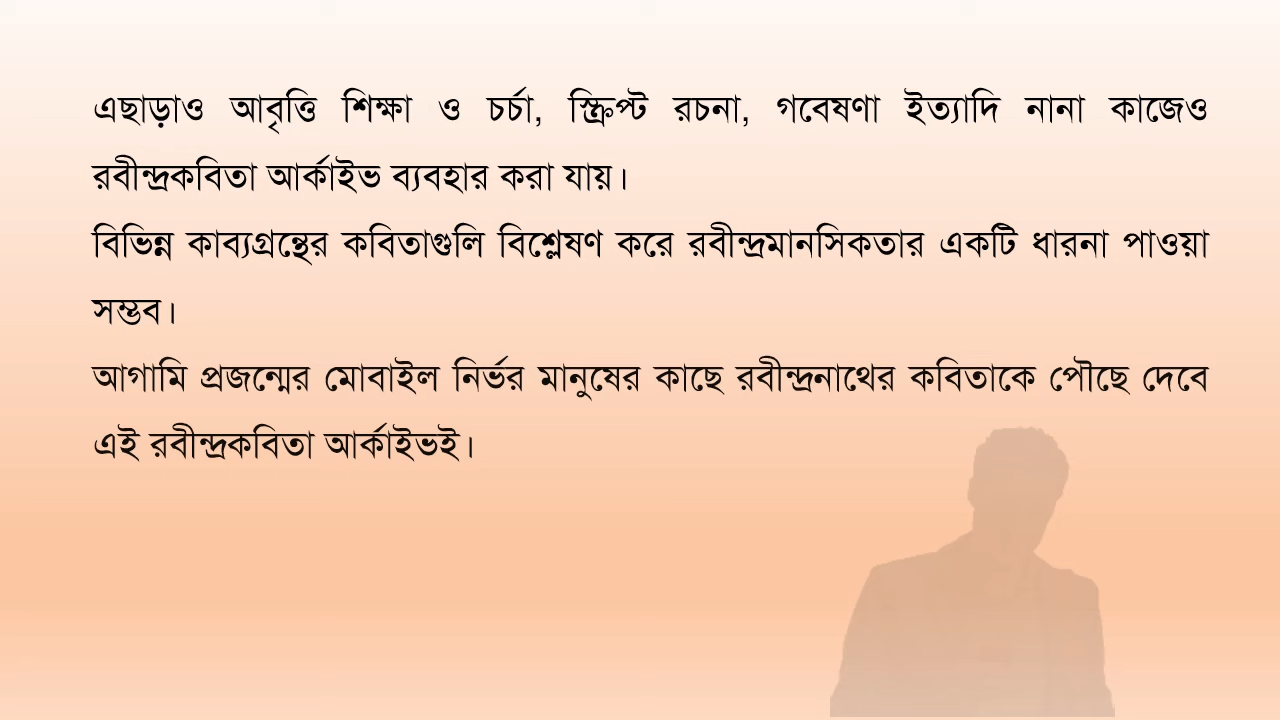 এছাড়াও আবৃত্তি শিক্ষা ও চর্চা, স্ক্রিপ্ট রচনা, গবেষণা ইত্যাদি নানা কাজেও
রবীন্দ্রকবিতা আর্কাইভ ব্যবহার করা যায়।
বিভিন্ন কাব্যগ্রন্থের কবিতাগুলি বিশ্লেষণ করে রবীন্দ্রমানসিকতার একটি ধারনা পাওয়া
সম্ভব।
আগামি প্রজন্মের মোবাইল নির্ভর মানুষের কাছে রবীন্দ্রনাথের কবিতাকে পৌছে দেবে
এই রবীন্দ্রকবিতা আর্কাইভই।